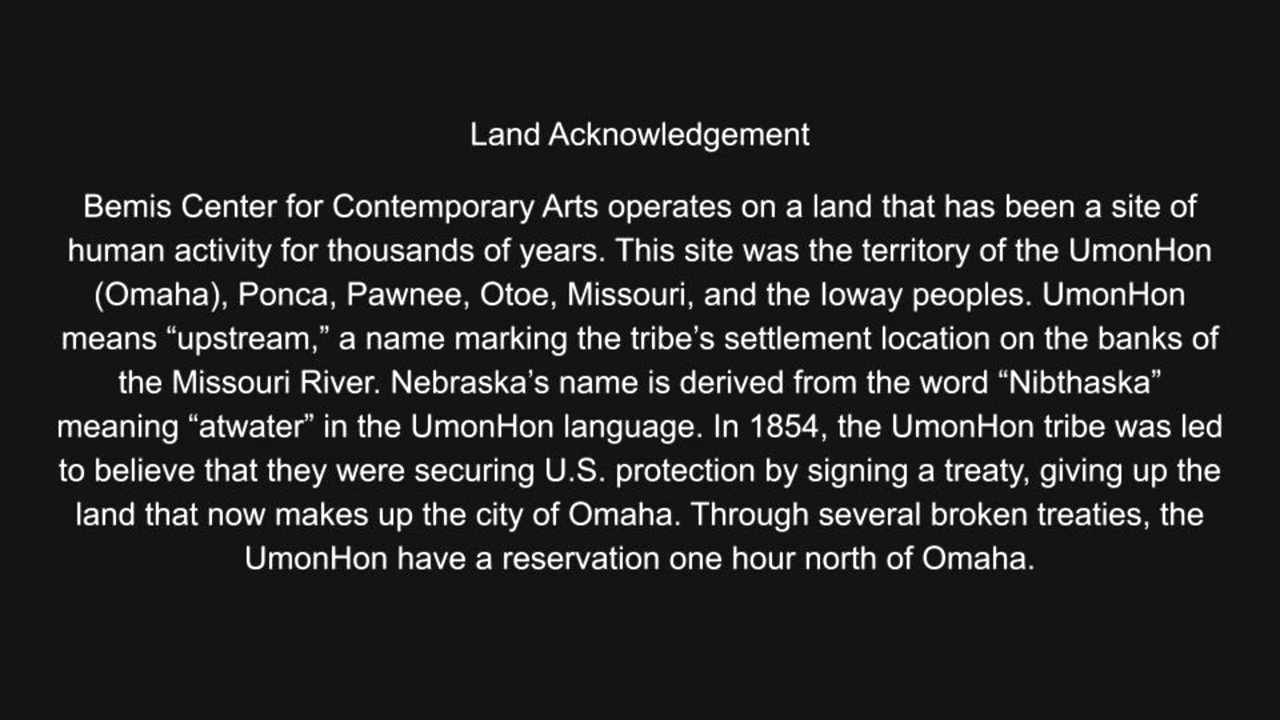 Land Acknowledgement
Bemis Center for Contemporary Arts operates on a land that has been a site of
human activity for thousands of years. This site was the territory of the UmonHon
(Omaha), Ponca, Pawnee, Otoe, Missouri, and the Ioway peoples. UmonHon
means “upstream,” a name marking the tribe’s settlement location on the banks of
the Missouri River. Nebraska’s name is derived from the word “Nibthaska”
meaning “atwater” in the UmonHon language. In 1854, the UmonHon tribe was led
to believe that they were securing U.S. protection by signing a treaty, giving up the
land that now makes up the city of Omaha. Through several broken treaties, the
UmonHon have a reservation one hour north of Omaha.